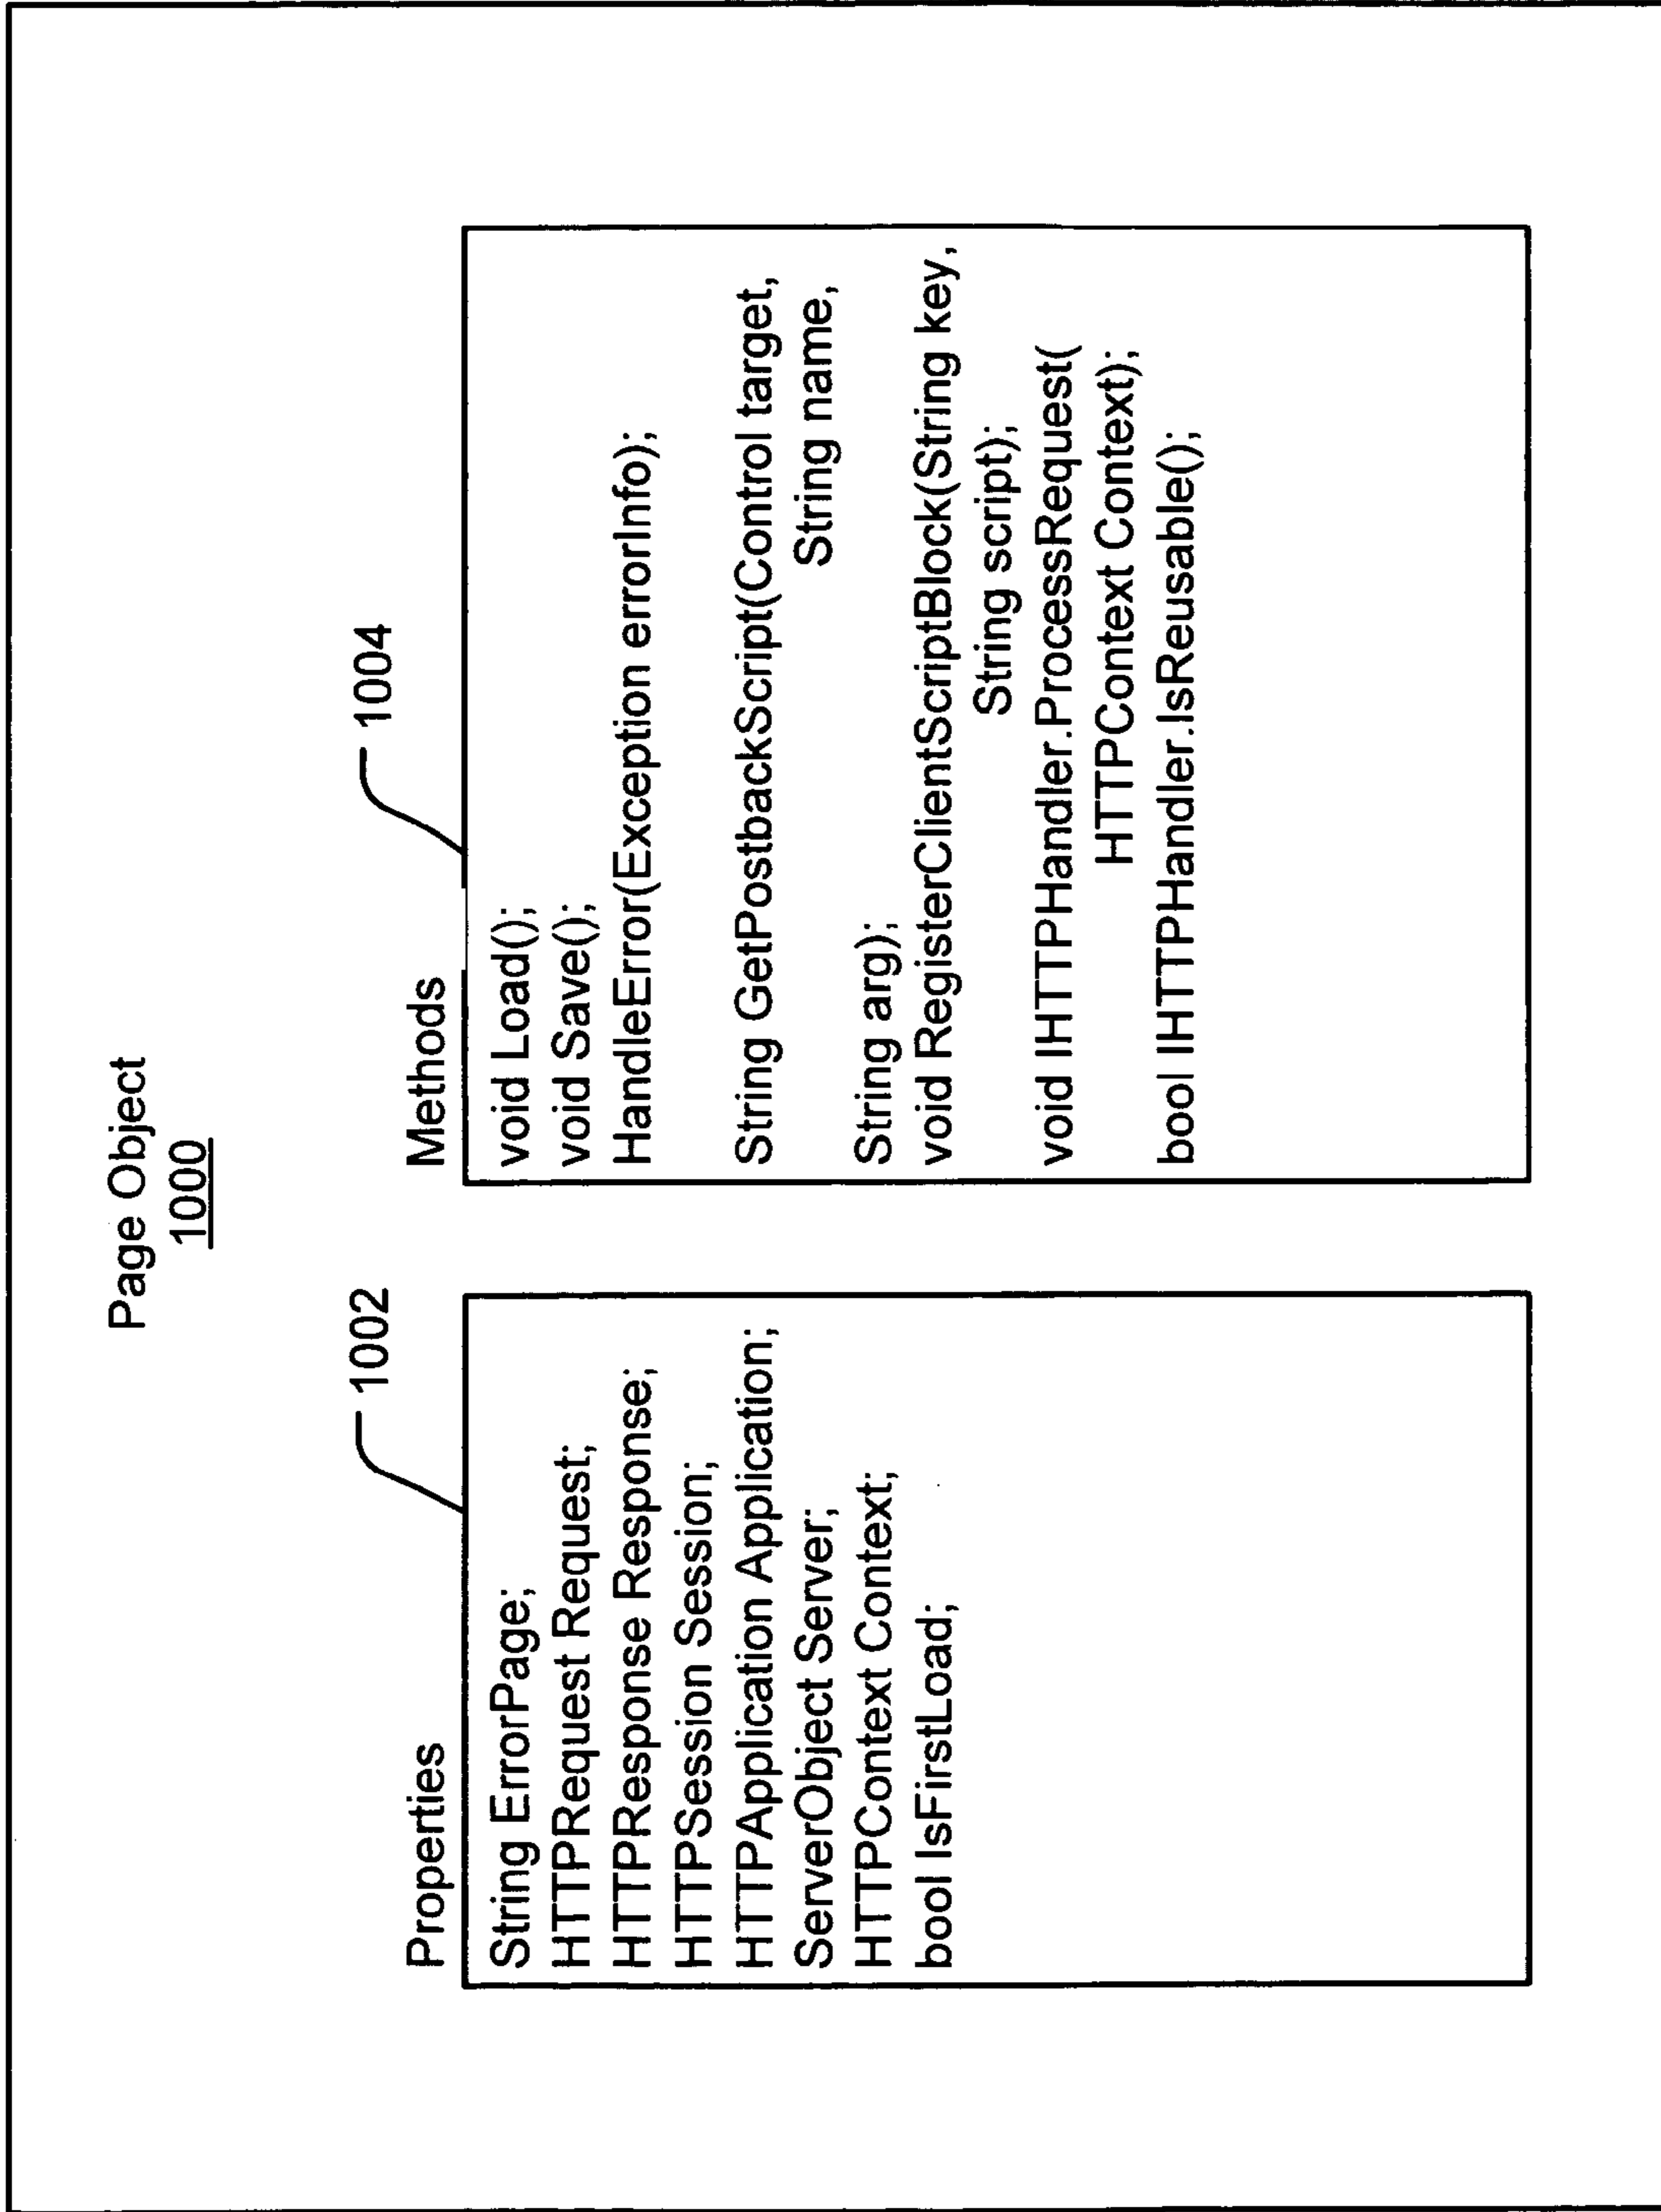 Page Object
1000
1002
Properties
String ErrorPage;
HTTPRequest Request;
HTTPResponse Response;
HTTPSession Session;
HTTPApplication Application;
ServerObject Server;
HTTPContext Context;
bool IsFirstLoad;
1004
Methods
void Load();
void Save();
HandleError(Exception errorInfo);
String GetPostbackScript(Control target,
String name,
String arg);
void RegisterClientScriptBlock(String key,
String script);
void IHTTPHandler.ProcessRequest(
HTTPContext Context);
bool IHTTPHandler.IsReusable();